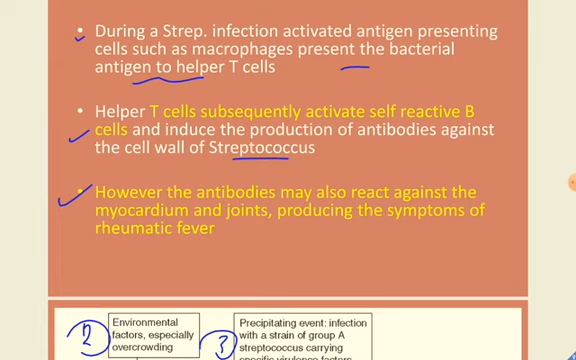 • During a Strep. infection activated antigen presenting
cells such as macrophages present the bacterial
antigen to helper T cells
• Helper T cells subsequently activate self reactive B
cells and induce the production of antibodies against
the cell wall of Streptococcus
• However the antibodies may also react against the
myocardium and joints, producing the symptoms of
rheumatic fever
2
Environmental
factors, especially
overcrowding
3
Precipitating event: infection
with a strain of group A
streptococcus carrying
specific virulence factors